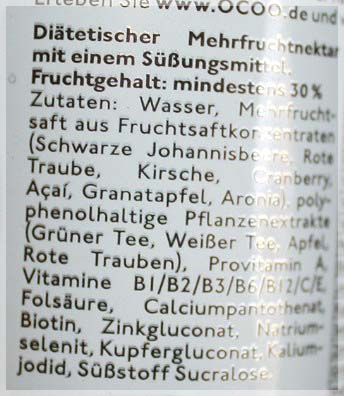 Erleben Sie www.OCOO.de und
Diätetischer Mehrfruchtnektar
mit einem Süßungsmittel.
Fruchtgehalt: mindestens 30 %
Zutaten: Wasser, Mehrfrucht-
saft aus Fruchtsaftkonzentraten
(Schwarze Johannisbeere, Rote
Traube, Kirsche, Cranberry,
Açaí, Granatapfel, Aronia), poly-
phenolhaltige Pflanzenextrakte
(Grüner Tee, Weißer Tee, Apfel,
Rote Trauben), Provitamin A,
Vitamine B1/B2/B3/B6/B12/C/E,
Folsäure, Calciumpantothenat,
Biotin, Zinkgluconat, Natrium-
selenit, Kupfergluconat, Kalium-
jodid, Süßstoff Sucralose.